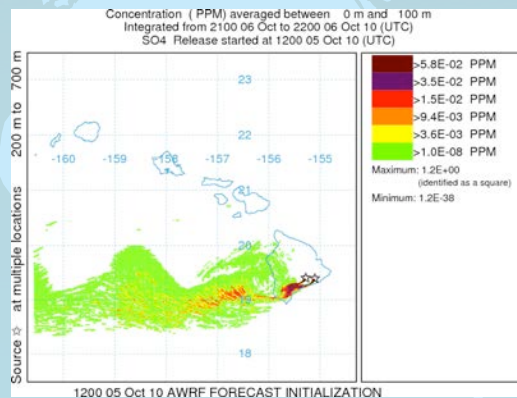 Concentration ( PPM) averaged between 0 m and 100 m
Integrated from 2100 06 Oct to 2200 06 Oct 10 (UTC)
SO4 Release started at 1200 05 Oct 10 (UTC)
Source ☆ at multiple locations 200 m to 700 m
23
22
-160 -159 -158 -157 -156 -155
21
20
19
18
>5.8E-02 PPM
>3.5E-02 PPM
>1.5E-02 PPM
>9.4E-03 PPM
>3.6E-03 PPM
>1.0E-08 PPM
Maximum: 1.2E+00
(identified as a square)
Minimum: 1.2E-38
1200 05 Oct 10 AWRF FORECAST INITIALIZATION